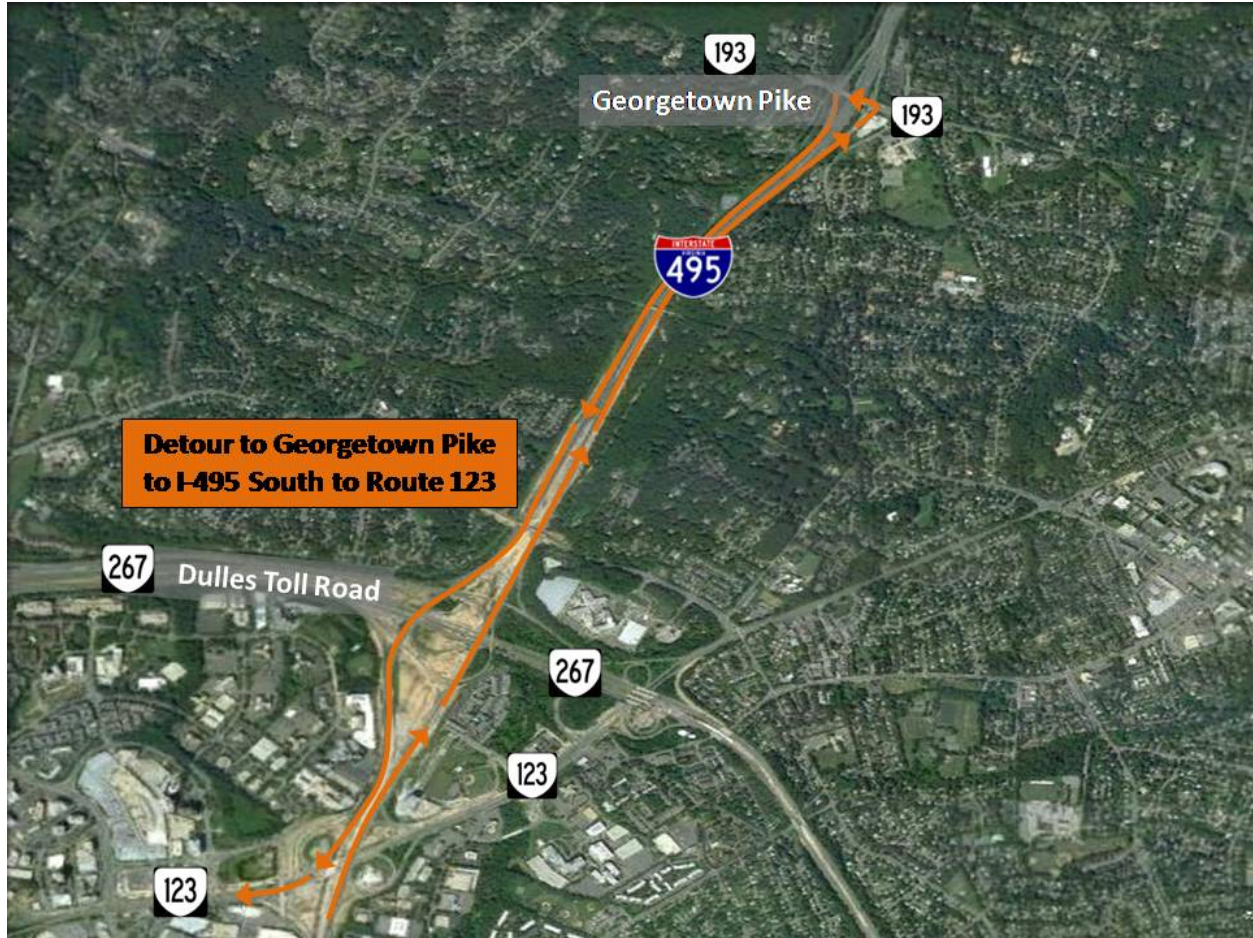 193
Georgetown Pike
193
INTERSTATE
VIRGINIA
495
Detour to Georgetown Pike
to I-495 South to Route 123
267
Dulles Toll Road
267
123
123